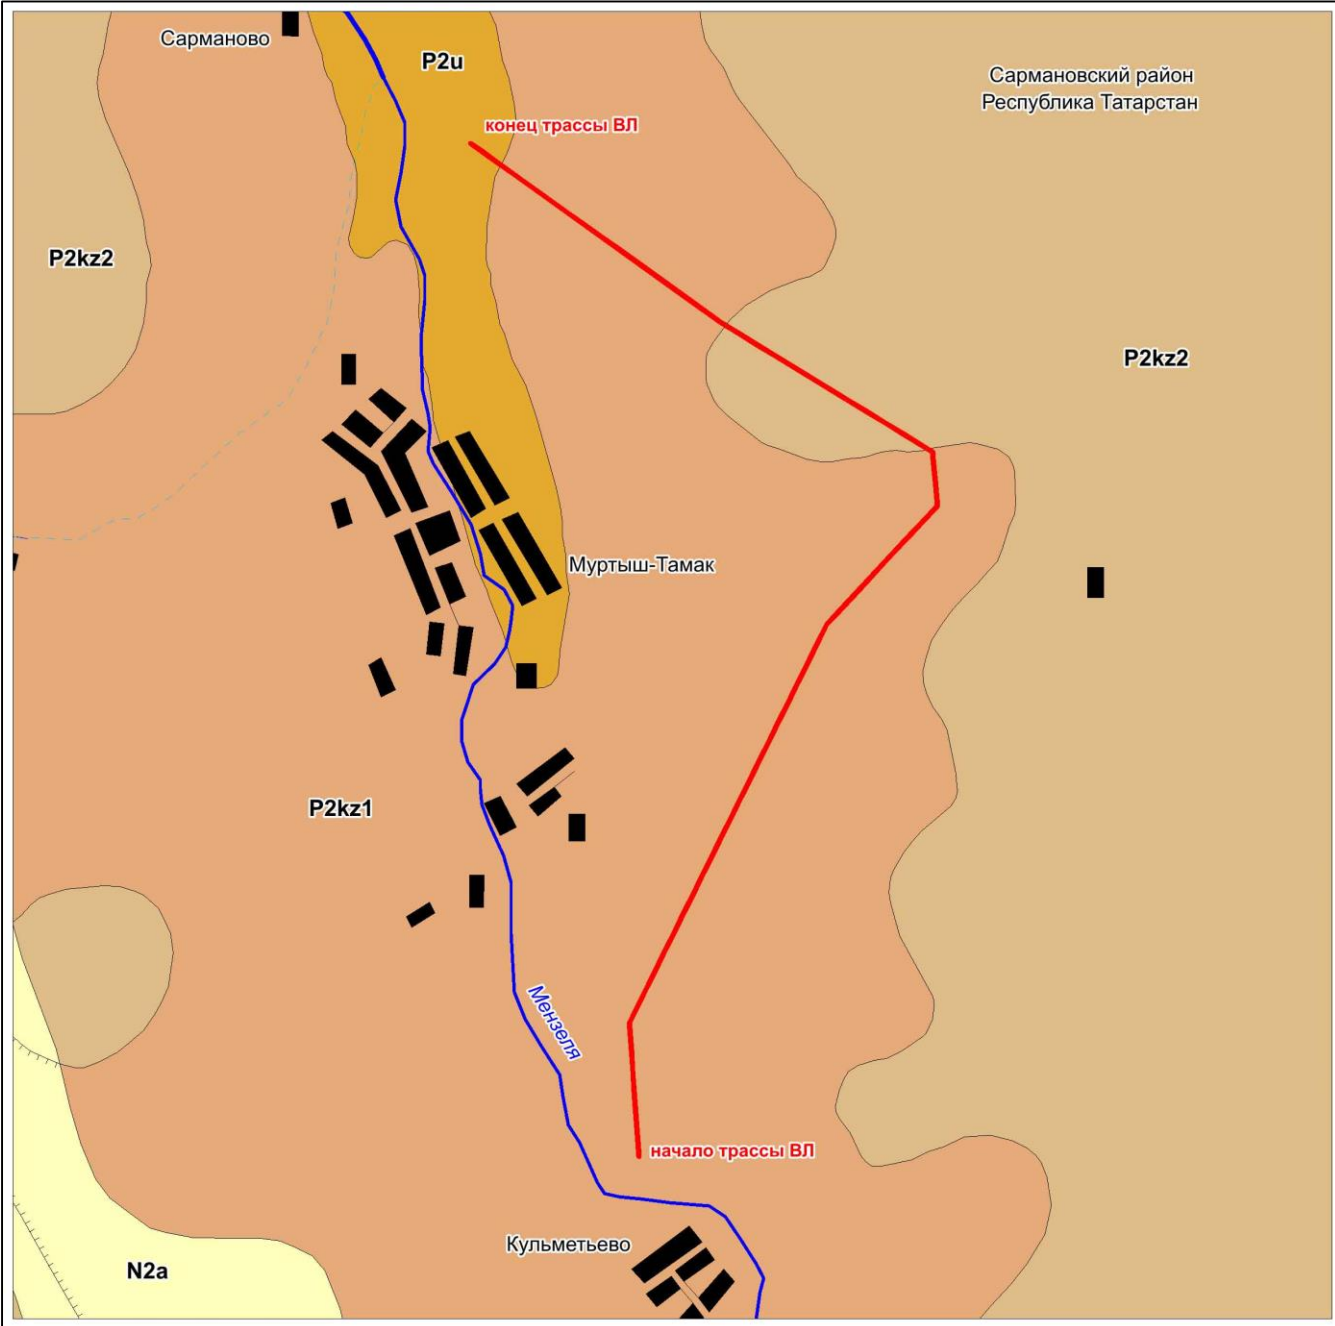 Сарманово
P2u
Сармановский район
Республика Татарстан
конец трассы ВЛ
P2kz2
P2kz2
Муртыш-Тамак
P2kz1
Мензеля
начало трассы ВЛ
Кульметьево
N2a